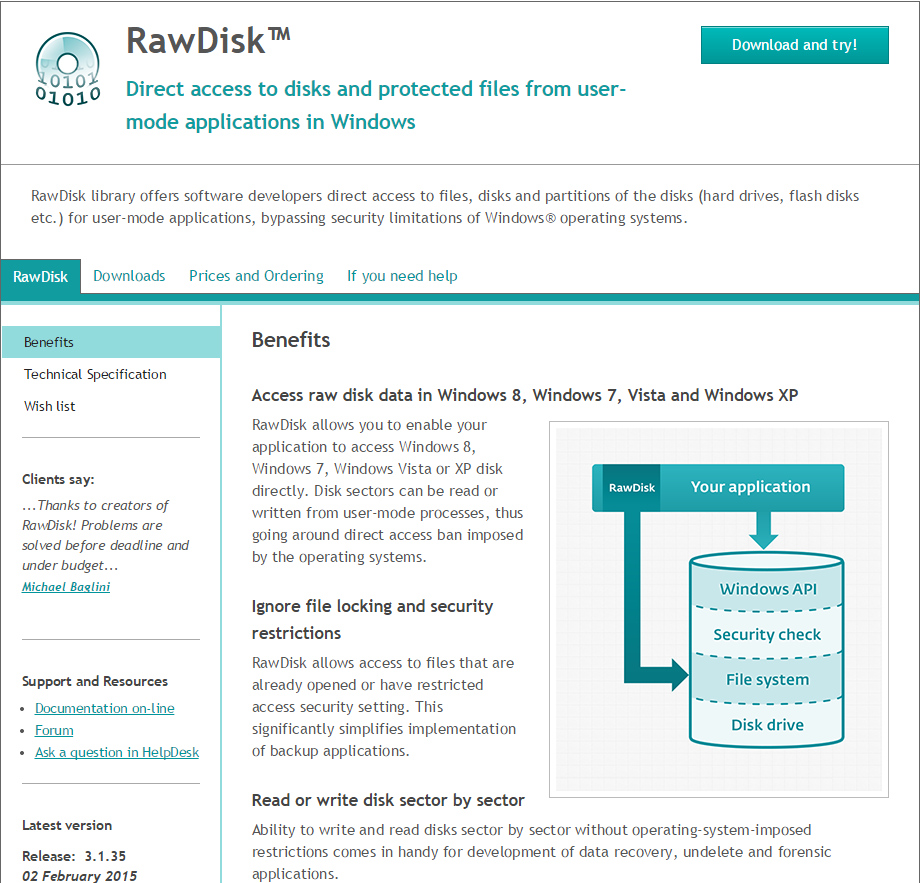 RawDisk™
Download and try!
Direct access to disks and protected files from user-
mode applications in Windows
01010
01010
RawDisk library offers software developers direct access to files, disks and partitions of the disks (hard drives, flash disks
etc.) for user-mode applications, bypassing security limitations of Windows® operating systems.
RawDisk
Downloads
Prices and Ordering
If you need help
Benefits
Technical Specification
Wish list
Clients say:
...Thanks to creators of
RawDisk! Problems are
solved before deadline and
under budget...
Michael Baglini
Support and Resources
• Documentation on-line
• Forum
• Ask a question in HelpDesk
Latest version
Release: 3.1.35
02 February 2015
Benefits
Access raw disk data in Windows 8, Windows 7, Vista and Windows XP
RawDisk allows you to enable your
application to access Windows 8,
Windows 7, Windows Vista or XP disk
directly. Disk sectors can be read or
written from user-mode processes, thus
going around direct access ban imposed
by the operating systems.
Ignore file locking and security
restrictions
RawDisk allows access to files that are
already opened or have restricted
access security setting. This
significantly simplifies implementation
of backup applications.
RawDisk
Your application
Windows API
Security check
File system
Disk drive
Read or write disk sector by sector
Ability to write and read disks sector by sector without operating-system-imposed
restrictions comes in handy for development of data recovery, undelete and forensic
applications.